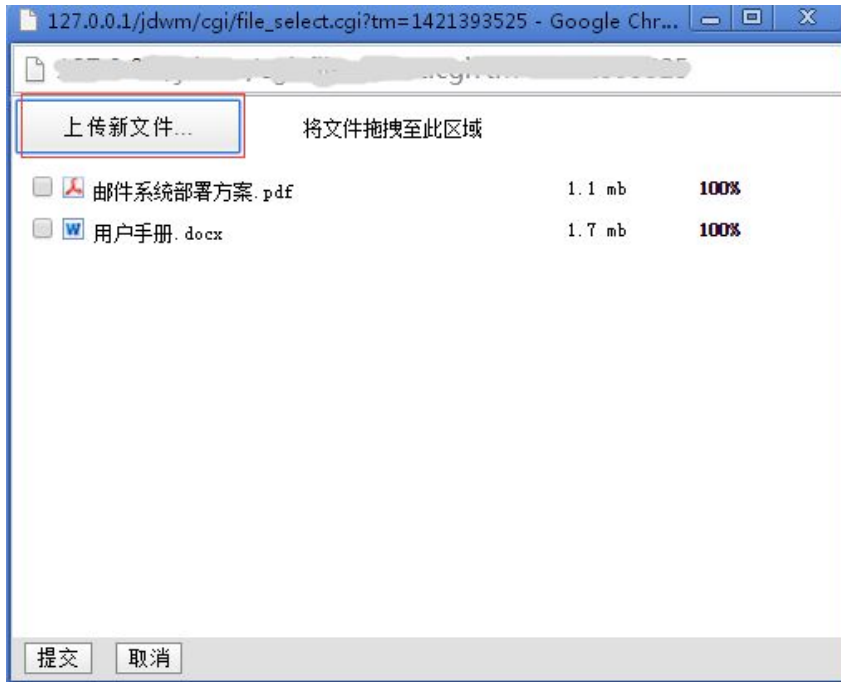 127.0.0.1/jdwm/cgi/file_select.cgi?tm=1421393525 - Google Chr...
上传新文件...
将文件拖拽至此区域
邮件系统部署方案.pdf 1.1 mb 100%
用户手册.docx 1.7 mb 100%
提交 取消